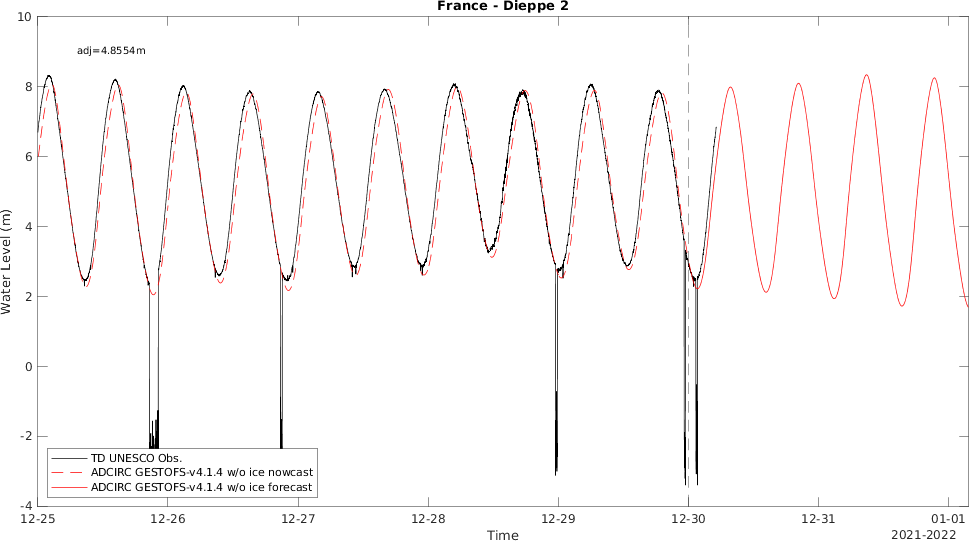 France - Dieppe 2
adj=4.8554m
Water Level (m)
10
8
6
4
2
0
-2
-4
TD UNESCO Obs.
ADCIRC GESTOFS-v4.1.4 w/o ice nowcast
ADCIRC GESTOFS-v4.1.4 w/o ice forecast
12-25 12-26 12-27 12-28 12-29 12-30 12-31 01-01
Time
2021-2022